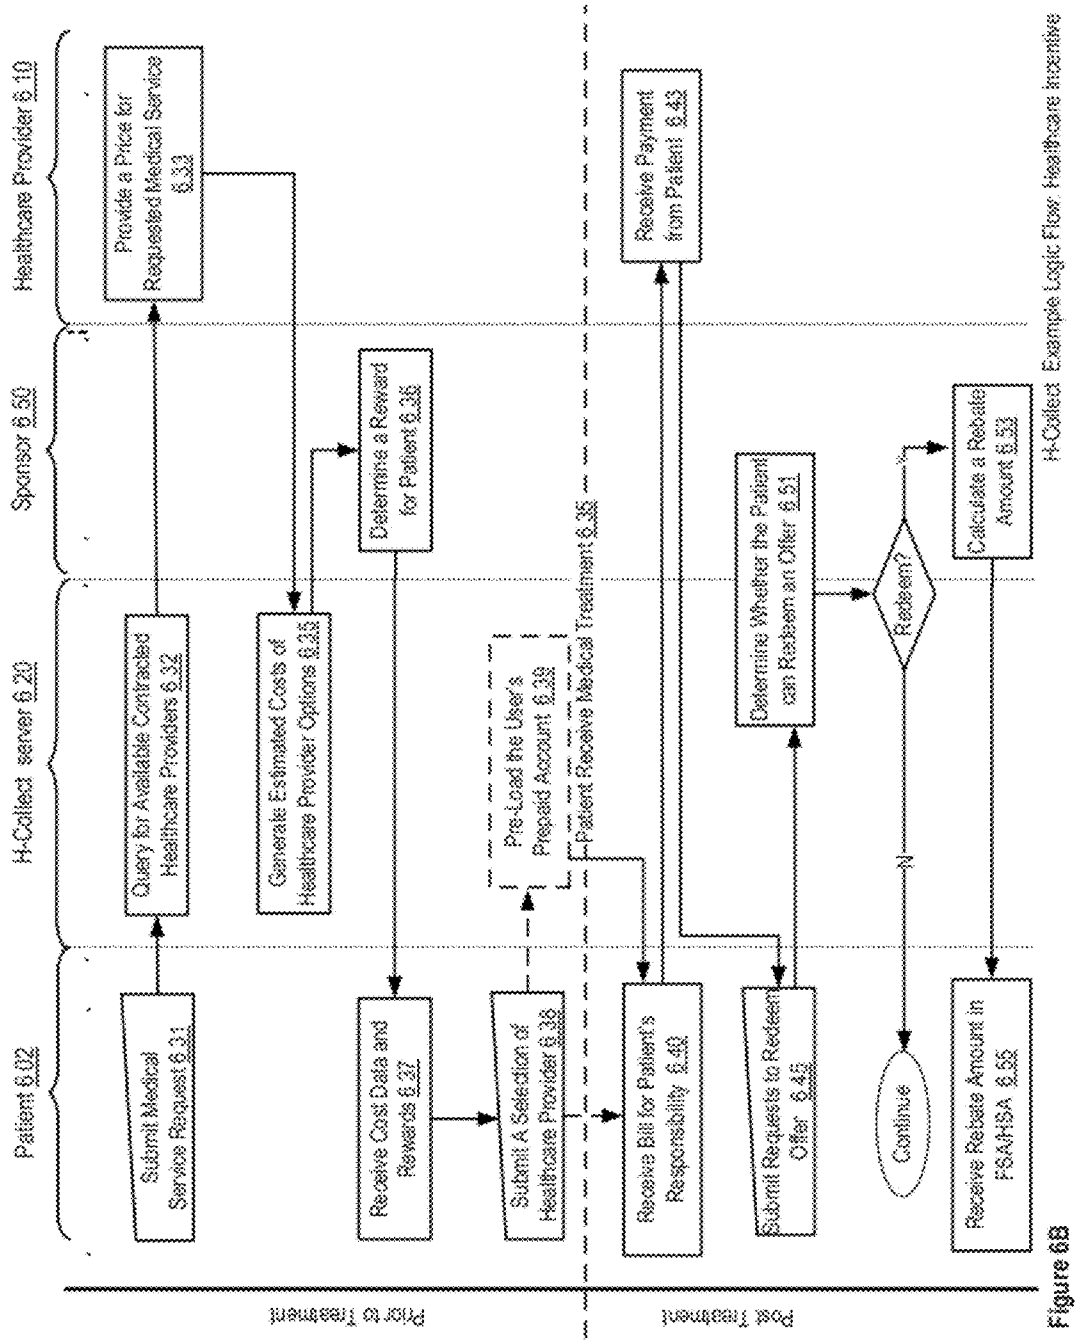 Patient 6.02
H-Collect server 6.20
Sponsor 6.50
Healthcare Provider 6.10
Prior to Treatment
Submit Medical
Service Request 6.31
Query for Available Contracted
Healthcare Providers 6.32
Provide a Price for
Requested Medical Service
6.33
Generate Estimated Costs of
Healthcare Provider Options
Determine a Reward
for Patient 6.36
Receive Cost Data and
Rewards 6.37
Submit A Selection of
Healthcare Provider 6.38
Pre-Load the User's
Prepaid Account 6.39
Patient Receive Medical Treatment 6.35
Post Treatment
Receive Bill for Patient's
Responsibility 6.40
Receive Payment
from Patient 6.43
Submit Requests to Redeem
Offer 6.45
Determine Whether the Patient
can Redeem an Offer 6.51
Redeem?
N
Continue
Calculate a Rebate
Amount 6.53
Receive Rebate Amount in
FSA/HSA 6.55
Figure 6B
H-Collect Example Logic Flow: Healthcare Incentive